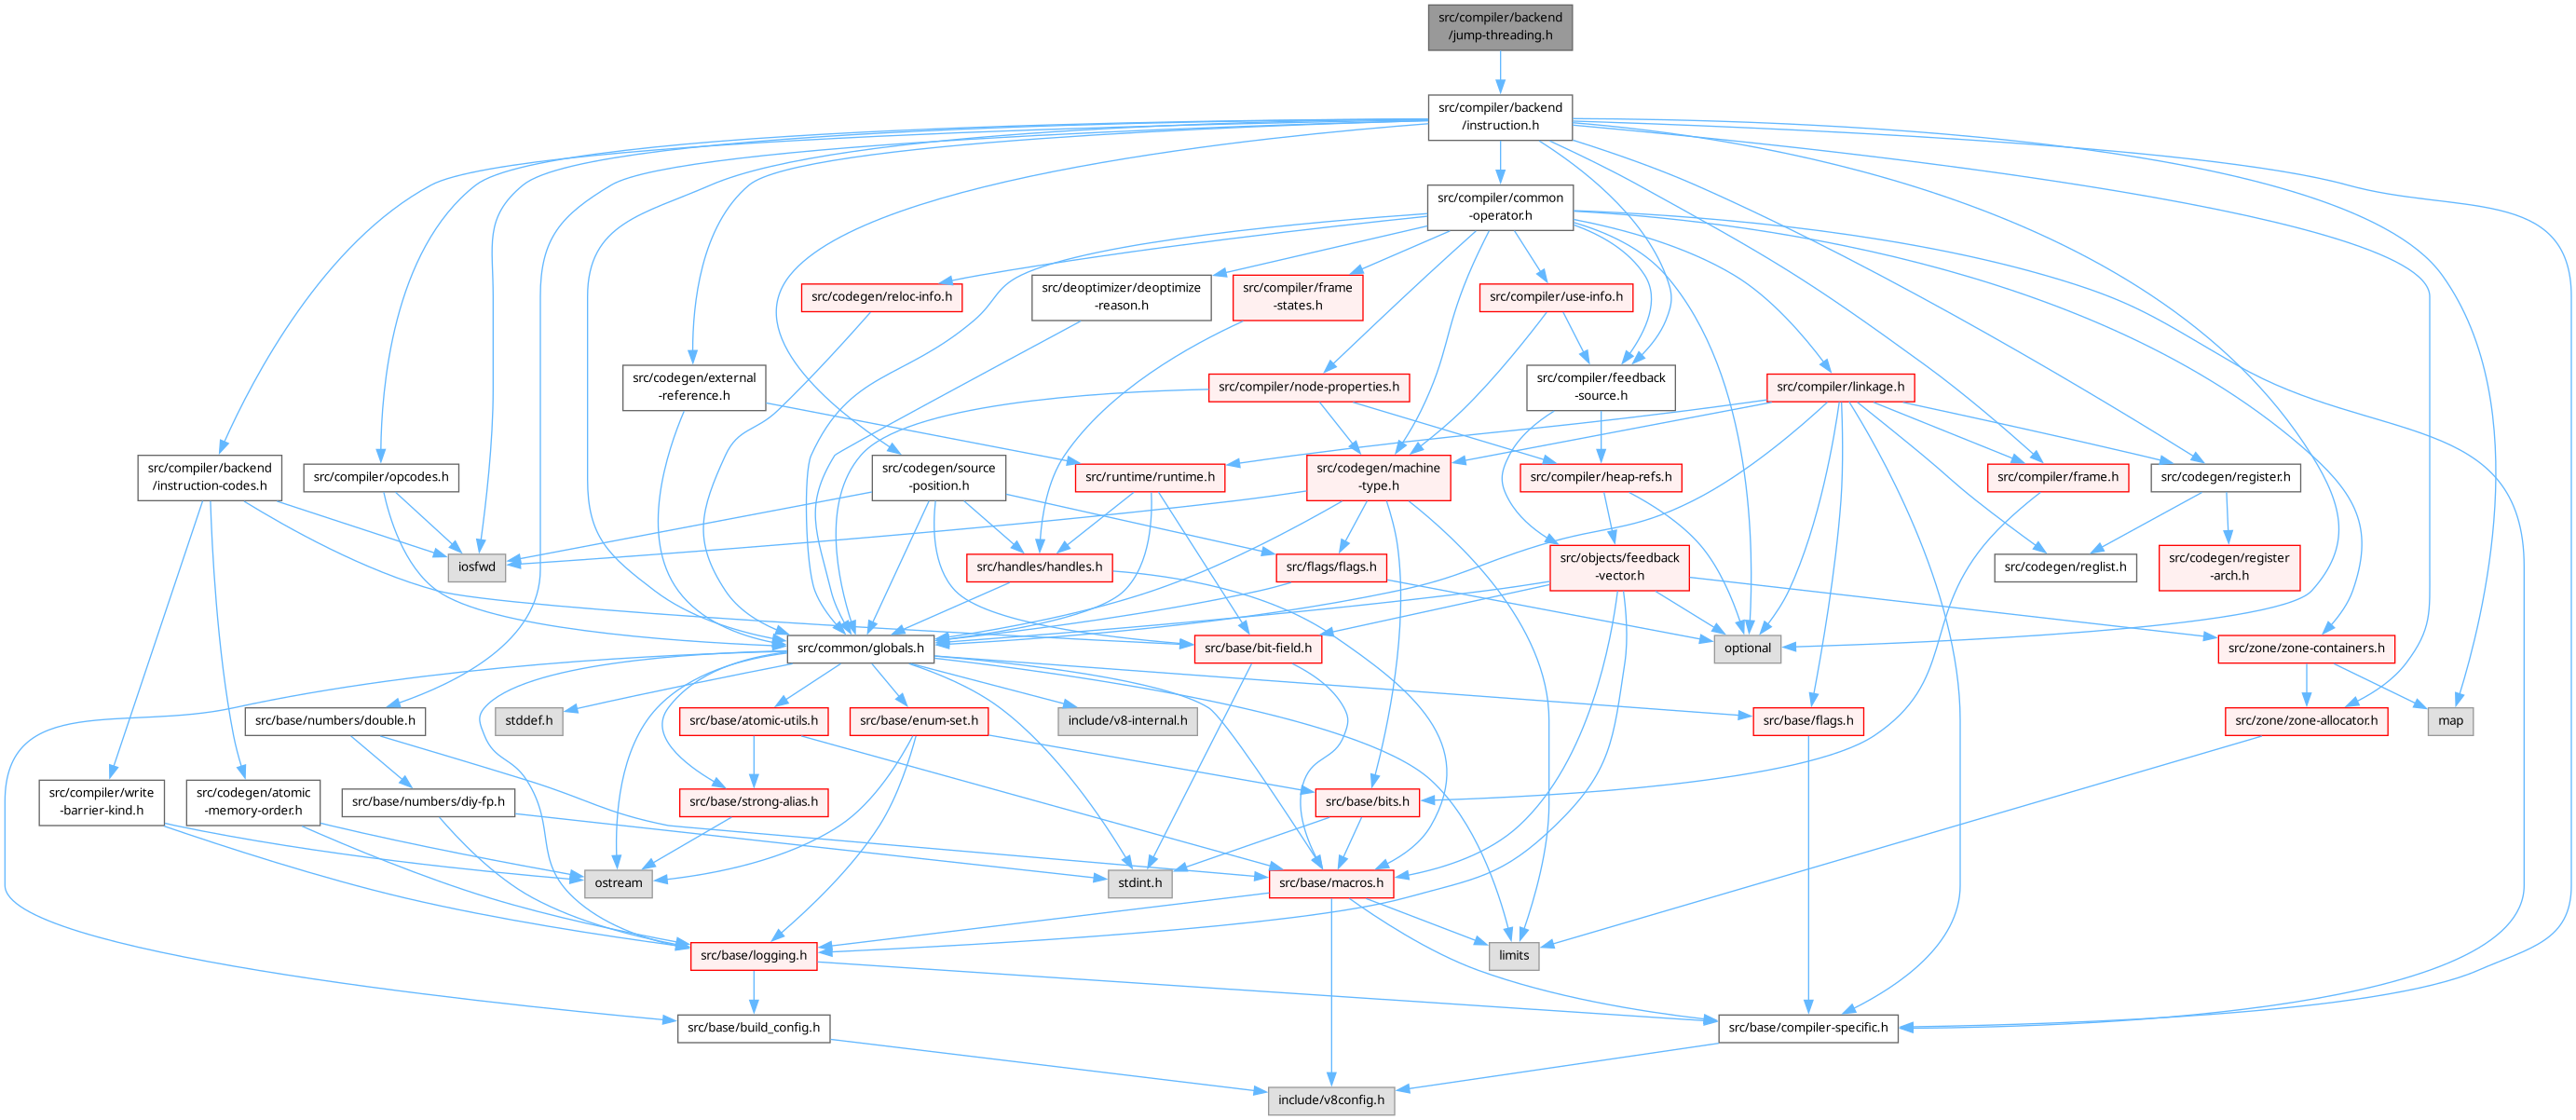 src/compiler/backend
/jump-threading.h
src/compiler/backend
/instruction.h
src/compiler/common
-operator.h
src/codegen/reloc-info.h
src/deoptimizer/deoptimize
-reason.h
src/compiler/frame
-states.h
src/compiler/use-info.h
src/codegen/external
-reference.h
src/compiler/node-properties.h
src/compiler/feedback
-source.h
src/compiler/linkage.h
src/compiler/backend
/instruction-codes.h
src/compiler/opcodes.h
src/codegen/source
-position.h
src/runtime/runtime.h
src/codegen/machine
-type.h
src/compiler/heap-refs.h
src/compiler/frame.h
src/codegen/register.h
iosfwd
src/handles/handles.h
src/flags/flags.h
src/objects/feedback
-vector.h
src/codegen/reglist.h
src/codegen/register
-arch.h
src/common/globals.h
src/base/bit-field.h
optional
src/zone/zone-containers.h
src/base/numbers/double.h
stddef.h
src/base/atomic-utils.h
src/base/enum-set.h
include/v8-internal.h
src/base/flags.h
src/zone/zone-allocator.h
map
src/compiler/write
-barrier-kind.h
src/codegen/atomic
-memory-order.h
src/base/numbers/diy-fp.h
src/base/strong-alias.h
src/base/bits.h
ostream
stdint.h
src/base/macros.h
src/base/logging.h
limits
src/base/build_config.h
src/base/compiler-specific.h
include/v8config.h